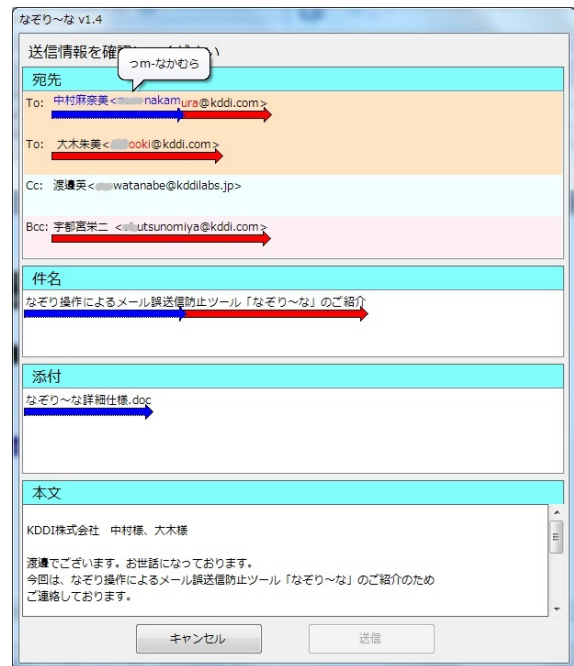 なぞり～な v1.4
送信情報を確認 ください
つm-なかむら
宛先
To: 中村麻奈美< nakamura@kddi.com>
To: 大木朱美< ooki@kddi.com>
Cc: 渡邉英< watanabe@kddilabs.jp>
Bcc: 宇都宮栄二 < utsunomiya@kddi.com>
件名
なぞり操作によるメール誤送信防止ツール「なぞり～な」のご紹介
添付
なぞり～な詳細仕様.doc
本文
KDDI株式会社　中村様、大木様
渡邉でございます。お世話になっております。
今回は、なぞり操作によるメール誤送信防止ツール「なぞり～な」のご紹介のため
ご連絡しております。
キャンセル 送信